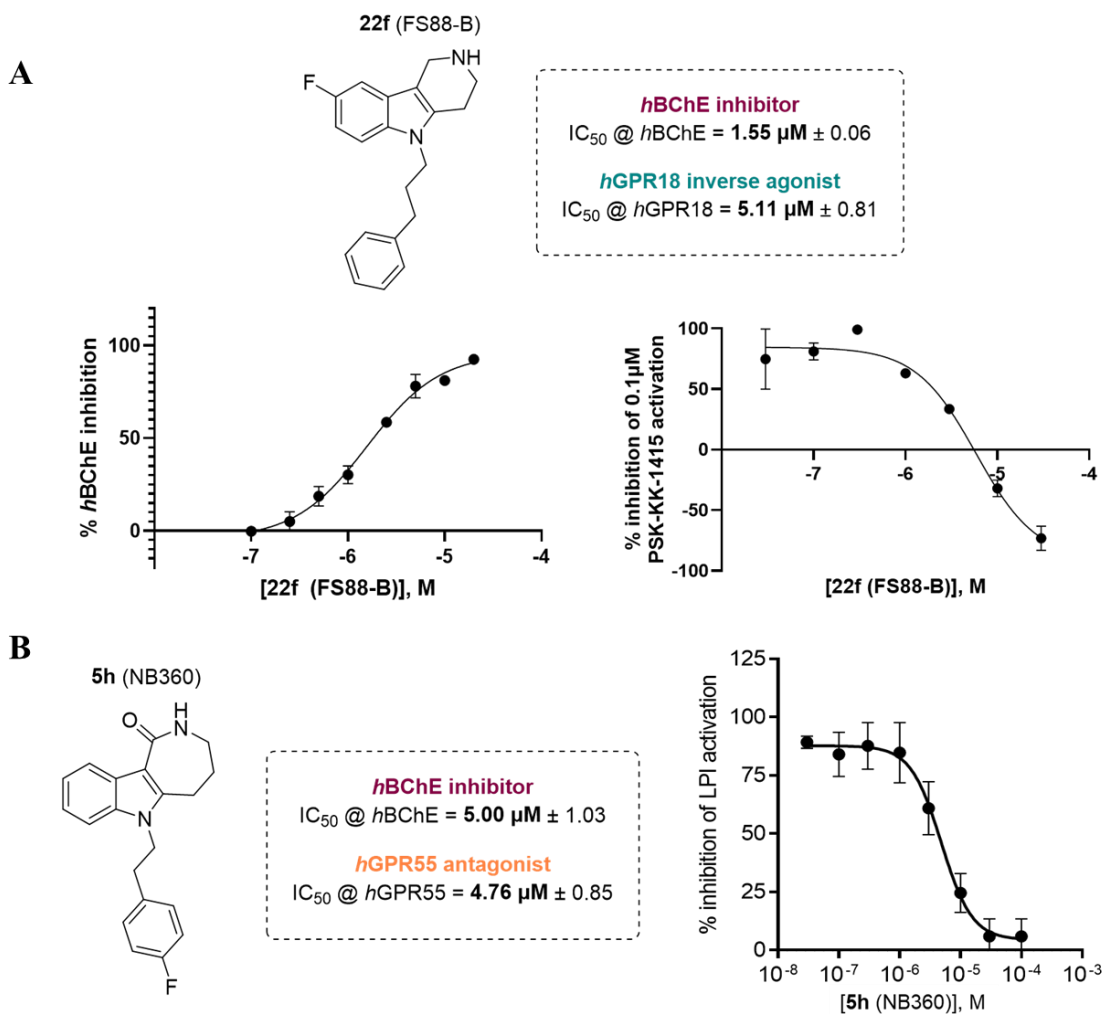 A
22f (FS88-B)
NH
F
N
hBChE inhibitor
IC50 @ hBChE = 1.55 µM ± 0.06
hGPR18 inverse agonist
IC50 @ hGPR18 = 5.11 µM ± 0.81
% hBChE inhibition
100
50
0
-7
-6
-5
-4
[22f (FS88-B)], M
% inhibition of 0.1µM
PSK-KK-1415 activation
100
50
0
-50
-100
-7
-6
-5
-4
[22f (FS88-B)], M
B
5h (NB360)
H
O
N
N
F
hBChE inhibitor
IC50 @ hBChE = 5.00 µM ± 1.03
hGPR55 antagonist
IC50 @ hGPR55 = 4.76 µM ± 0.85
% inhibition of LPI activation
125
100
75
50
25
0
10-8
10-7
10-6
10-5
10-4
10-3
[5h (NB360)], M